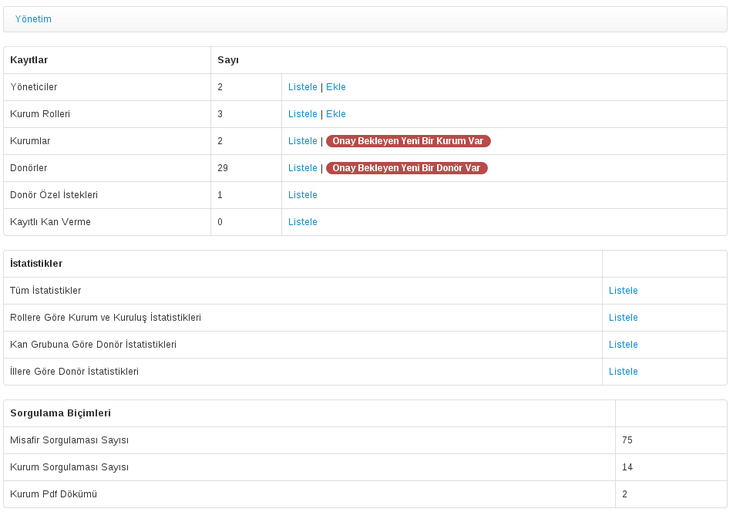 Yönetim
Kayıtlar Sayı
Yöneticiler 2 Listele | Ekle
Kurum Rolleri 3 Listele | Ekle
Kurumlar 2 Listele | Onay Bekleyen Yeni Bir Kurum Var
Donörler 29 Listele | Onay Bekleyen Yeni Bir Donör Var
Donör Özel İstekleri 1 Listele
Kayıtlı Kan Verme 0 Listele
İstatistikler
Tüm İstatistikler Listele
Rollere Göre Kurum ve Kuruluş İstatistikleri Listele
Kan Grubuna Göre Donör İstatistikleri Listele
İllere Göre Donör İstatistikleri Listele
Sorgulama Biçimleri
Misafir Sorgulaması Sayısı 75
Kurum Sorgulaması Sayısı 14
Kurum Pdf Dökümü 2